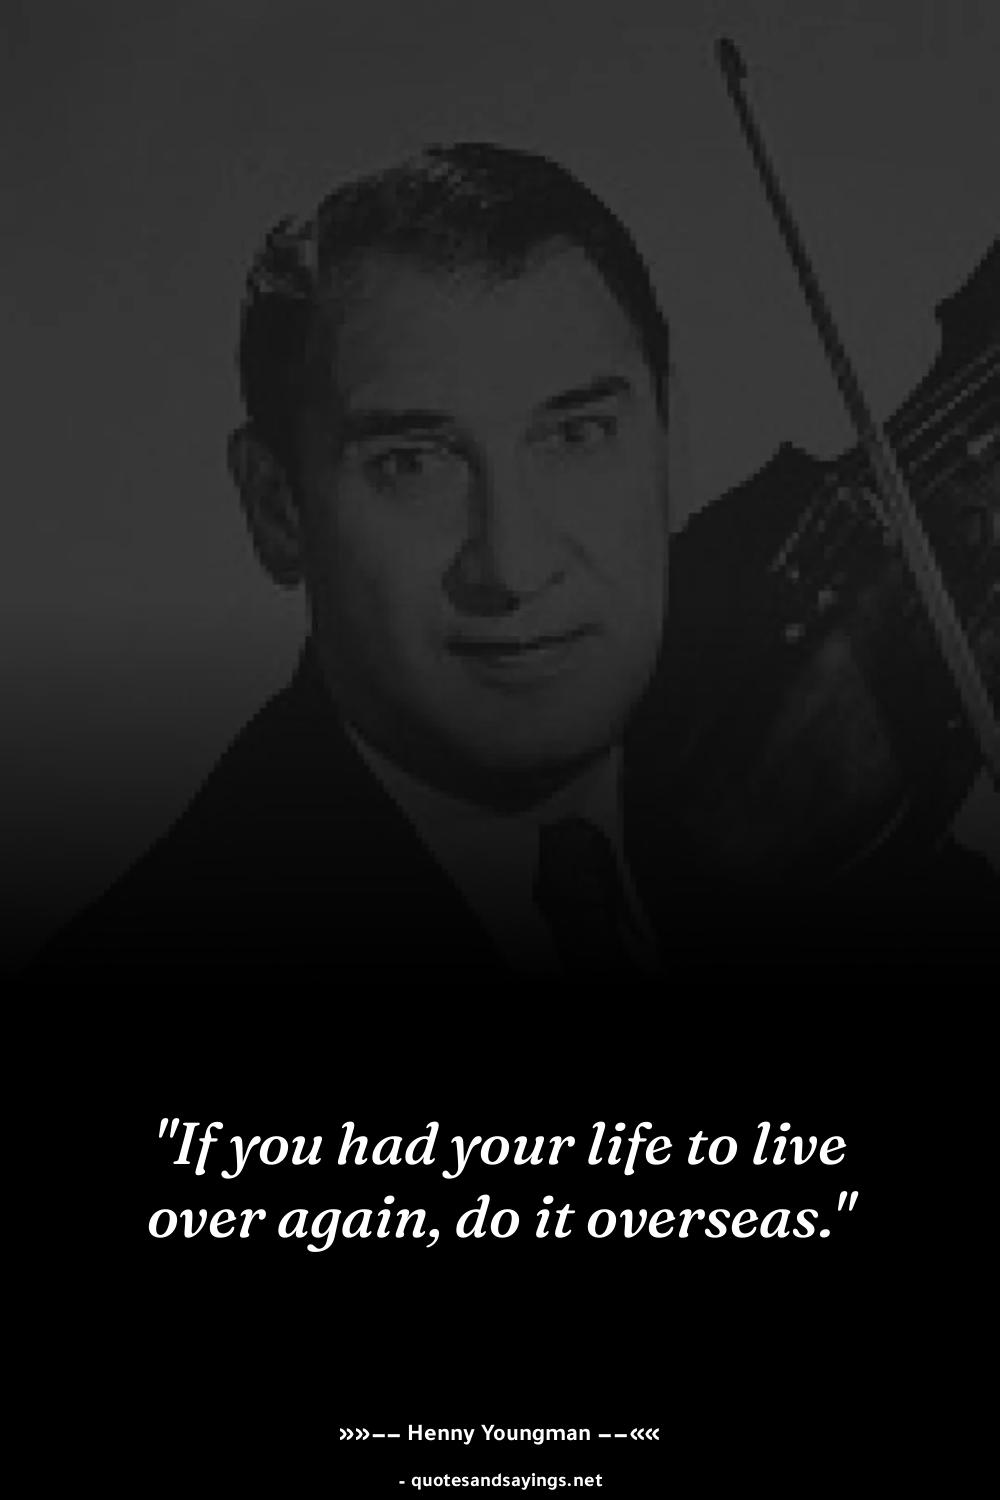 "If you had your life to live
over again, do it overseas."
»»–– Henny Youngman ––««
- quotesandsayings.net